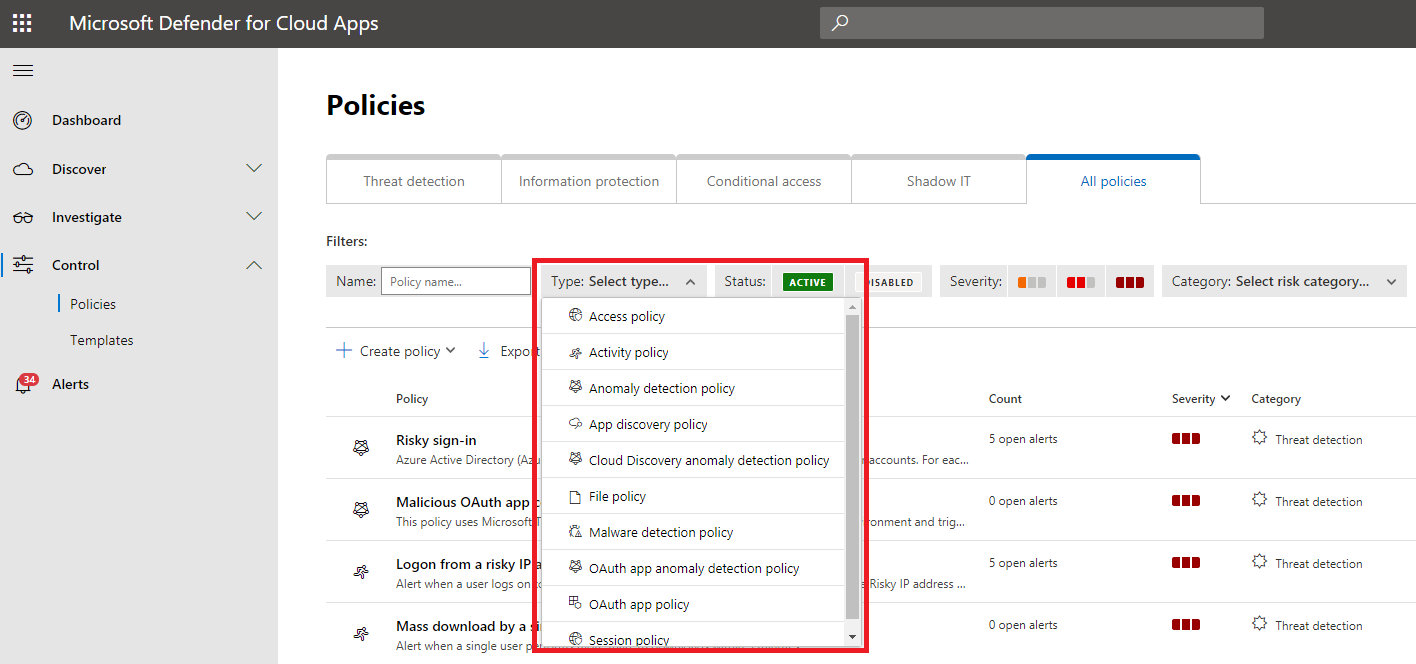 Microsoft Defender for Cloud Apps
Dashboard
Discover
Investigate
Control
Policies
Templates
34
Alerts
Policies
Threat detection
Information protection
Conditional access
Shadow IT
All policies
Filters:
Name: Policy name... Type: Select type... Status: ACTIVE DISABLED Severity: Category: Select risk category...
Access policy
Activity policy
Anomaly detection policy
App discovery policy
Cloud Discovery anomaly detection policy
File policy
Malware detection policy
OAuth app anomaly detection policy
OAuth app policy
Session policy
Create policy Export
Policy Count Severity Category
Risky sign-in 5 open alerts Threat detection
Azure Active Directory (Az accounts. For eac...
Malicious OAuth app c 0 open alerts Threat detection
This policy uses Microsoft T ronment and trig...
Logon from a risky IP a 5 open alerts Threat detection
Alert when a user logs on to Risky IP address ...
Mass download by a si 0 open alerts Threat detection
Alert when a single user perf